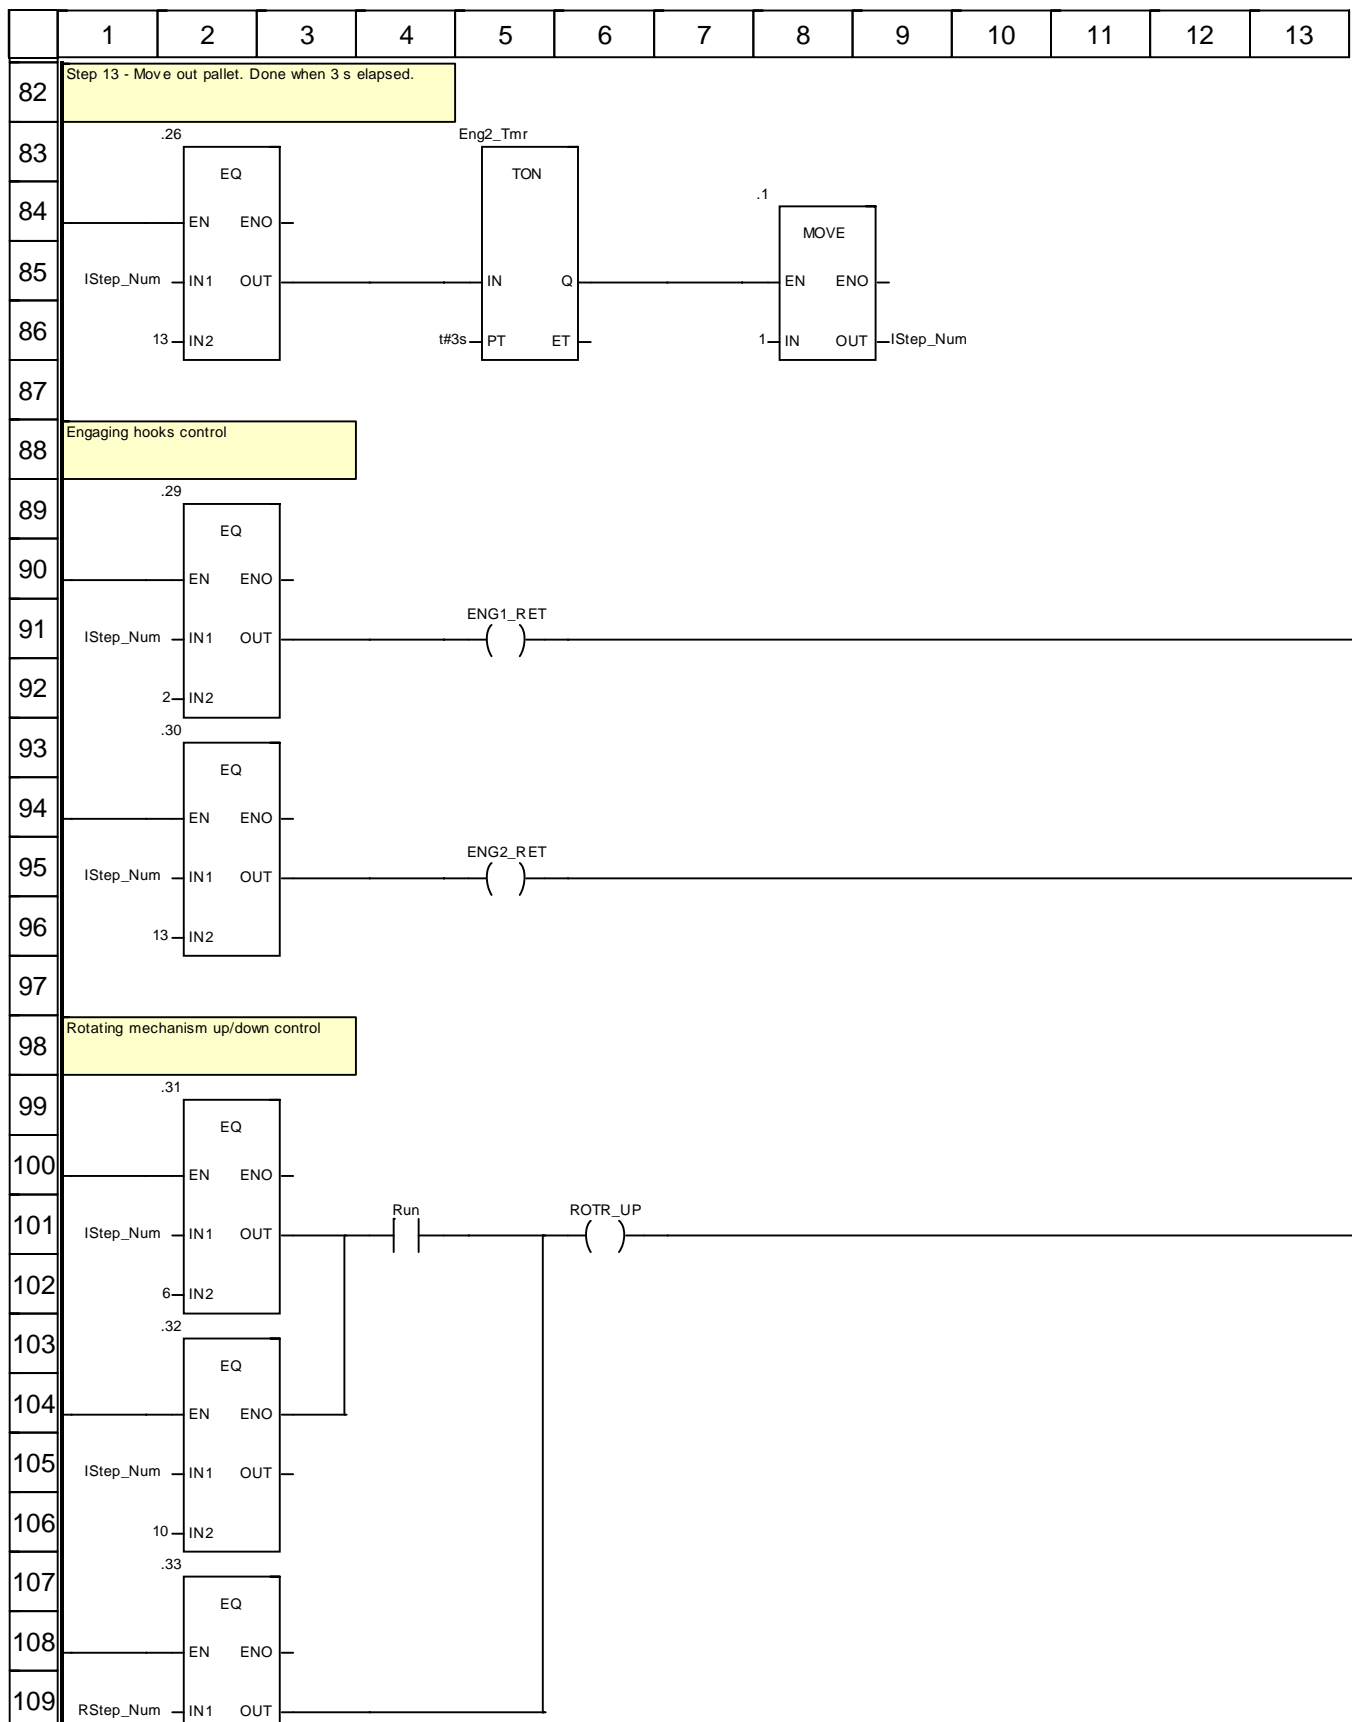 1 2 3 4 5 6 7 8 9 10 11 12 13
82 Step 13 - Move out pallet. Done when 3 s elapsed.
83 .26 Eng2_Tmr
EQ TON
84 .1
EN ENO MOVE
85 IStep_Num IN1 OUT IN Q EN ENO
86 13 IN2 t#3s PT ET 1 IN OUT IStep_Num
87
88 Engaging hooks control
89 .29
EQ
90 EN ENO
91 ENG1_RET
IStep_Num IN1 OUT ( )
92 2 IN2
93 .30
EQ
94 EN ENO
95 ENG2_RET
IStep_Num IN1 OUT ( )
96 13 IN2
97
98 Rotating mechanism up/down control
99 .31
EQ
100 EN ENO
101 Run ROTR_UP
IStep_Num IN1 OUT ( )
102 6 IN2
103 .32
EQ
104 EN ENO
105 IStep_Num IN1 OUT
106 10 IN2
107 .33
EQ
108 EN ENO
109 RStep_Num IN1 OUT